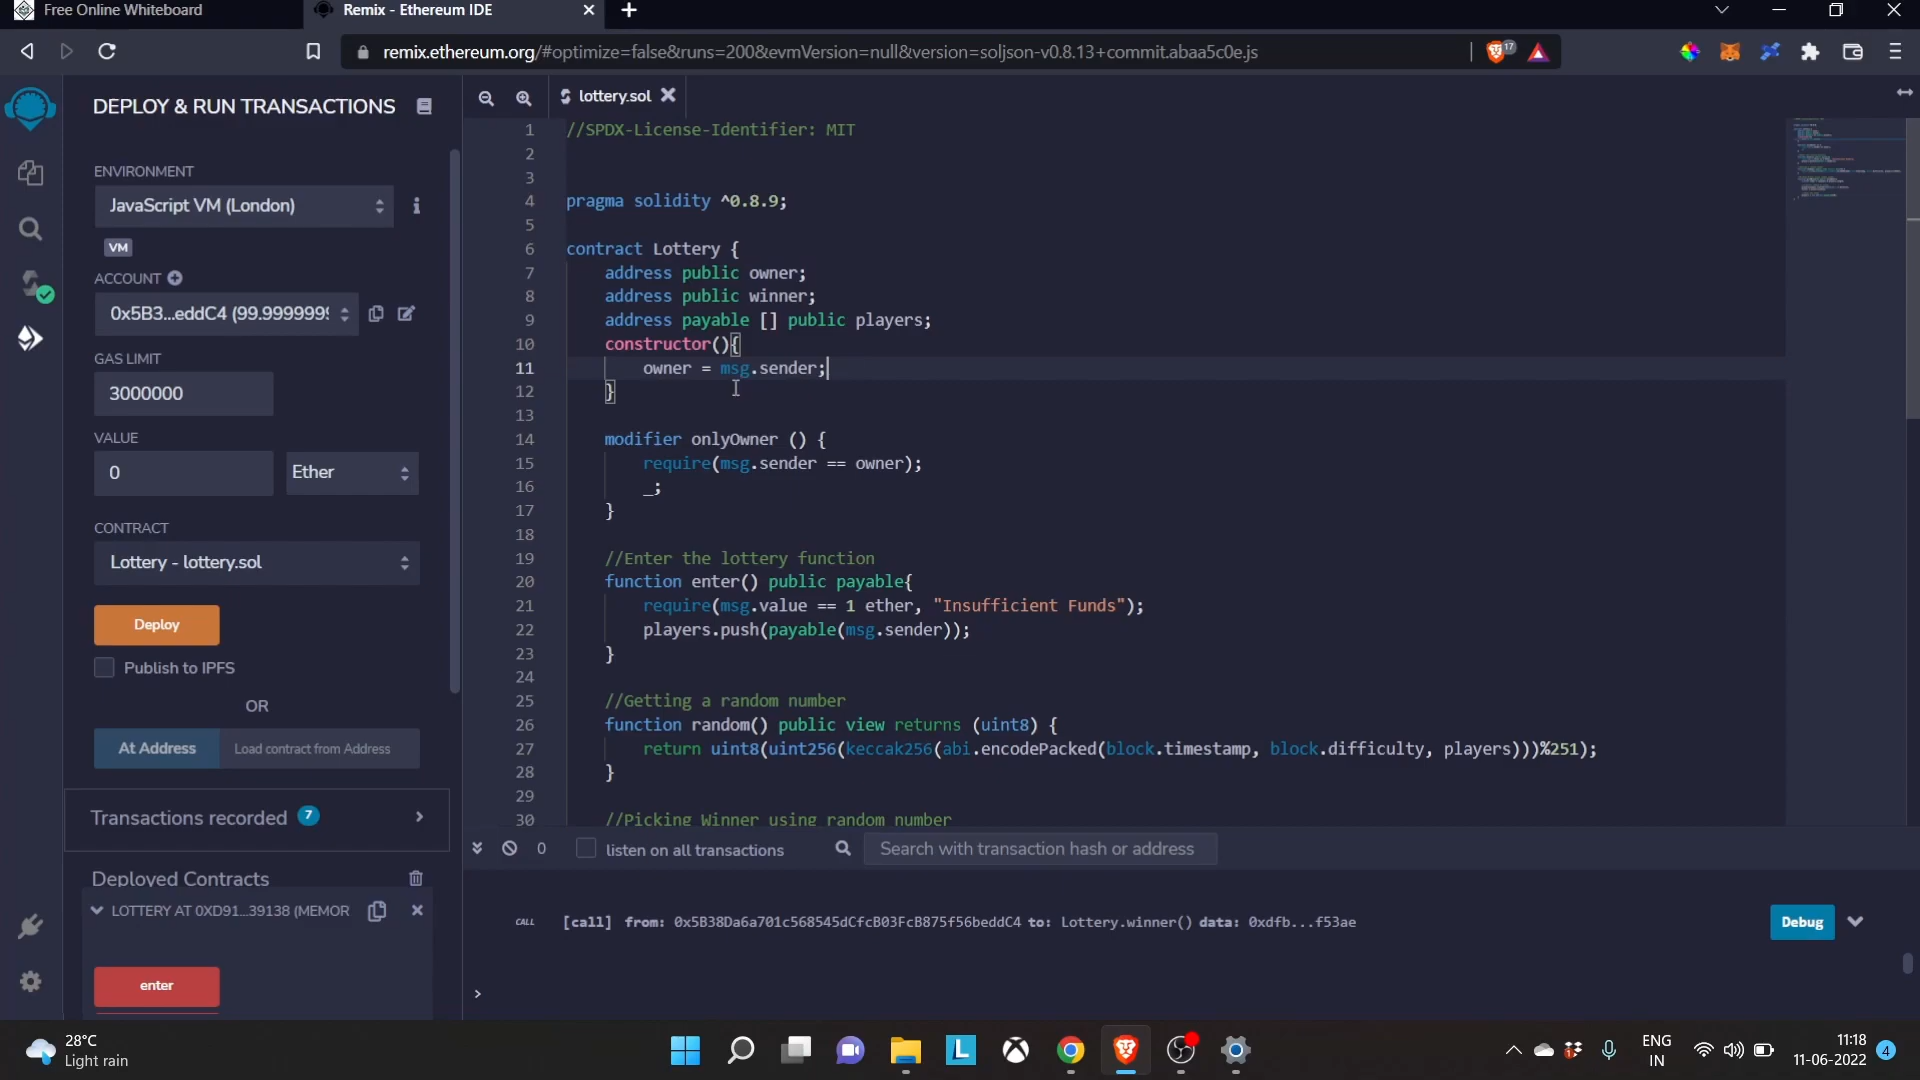 Free Online Whiteboard
Remix - Ethereum IDE
remix.ethereum.org/#optimize=false&runs=200&evmVersion=null&version=soljson-v0.8.13+commit.abaa5c0e.js
17
DEPLOY & RUN TRANSACTIONS
ENVIRONMENT
JavaScript VM (London)
VM
ACCOUNT
0x5B3...eddC4 (99.9999999
GAS LIMIT
3000000
VALUE
0
Ether
CONTRACT
Lottery - lottery.sol
Deploy
Publish to IPFS
OR
At Address
Load contract from Address
Transactions recorded 7
Deployed Contracts
LOTTERY AT 0XD91...39138 (MEMOR
enter
lottery.sol
1 //SPDX-License-Identifier: MIT
2
3
4 pragma solidity ^0.8.9;
5
6 contract Lottery {
7 address public owner;
8 address public winner;
9 address payable [] public players;
10 constructor(){
11 owner = msg.sender;
12 }
13
14 modifier onlyOwner () {
15 require(msg.sender == owner);
16 _;
17 }
18
19 //Enter the lottery function
20 function enter() public payable{
21 require(msg.value == 1 ether, "Insufficient Funds");
22 players.push(payable(msg.sender));
23 }
24
25 //Getting a random number
26 function random() public view returns (uint8) {
27 return uint8(uint256(keccak256(abi.encodePacked(block.timestamp, block.difficulty, players)))%251);
28 }
29
30 //Picking Winner using random number
0
listen on all transactions
Search with transaction hash or address
CALL [call] from: 0x5B38Da6a701c568545dCfcB03FcB875f56beddC4 to: Lottery.winner() data: 0xdfb...f53ae
Debug
>
28°C
Light rain
L
ENG
IN
11:18
11-06-2022
4